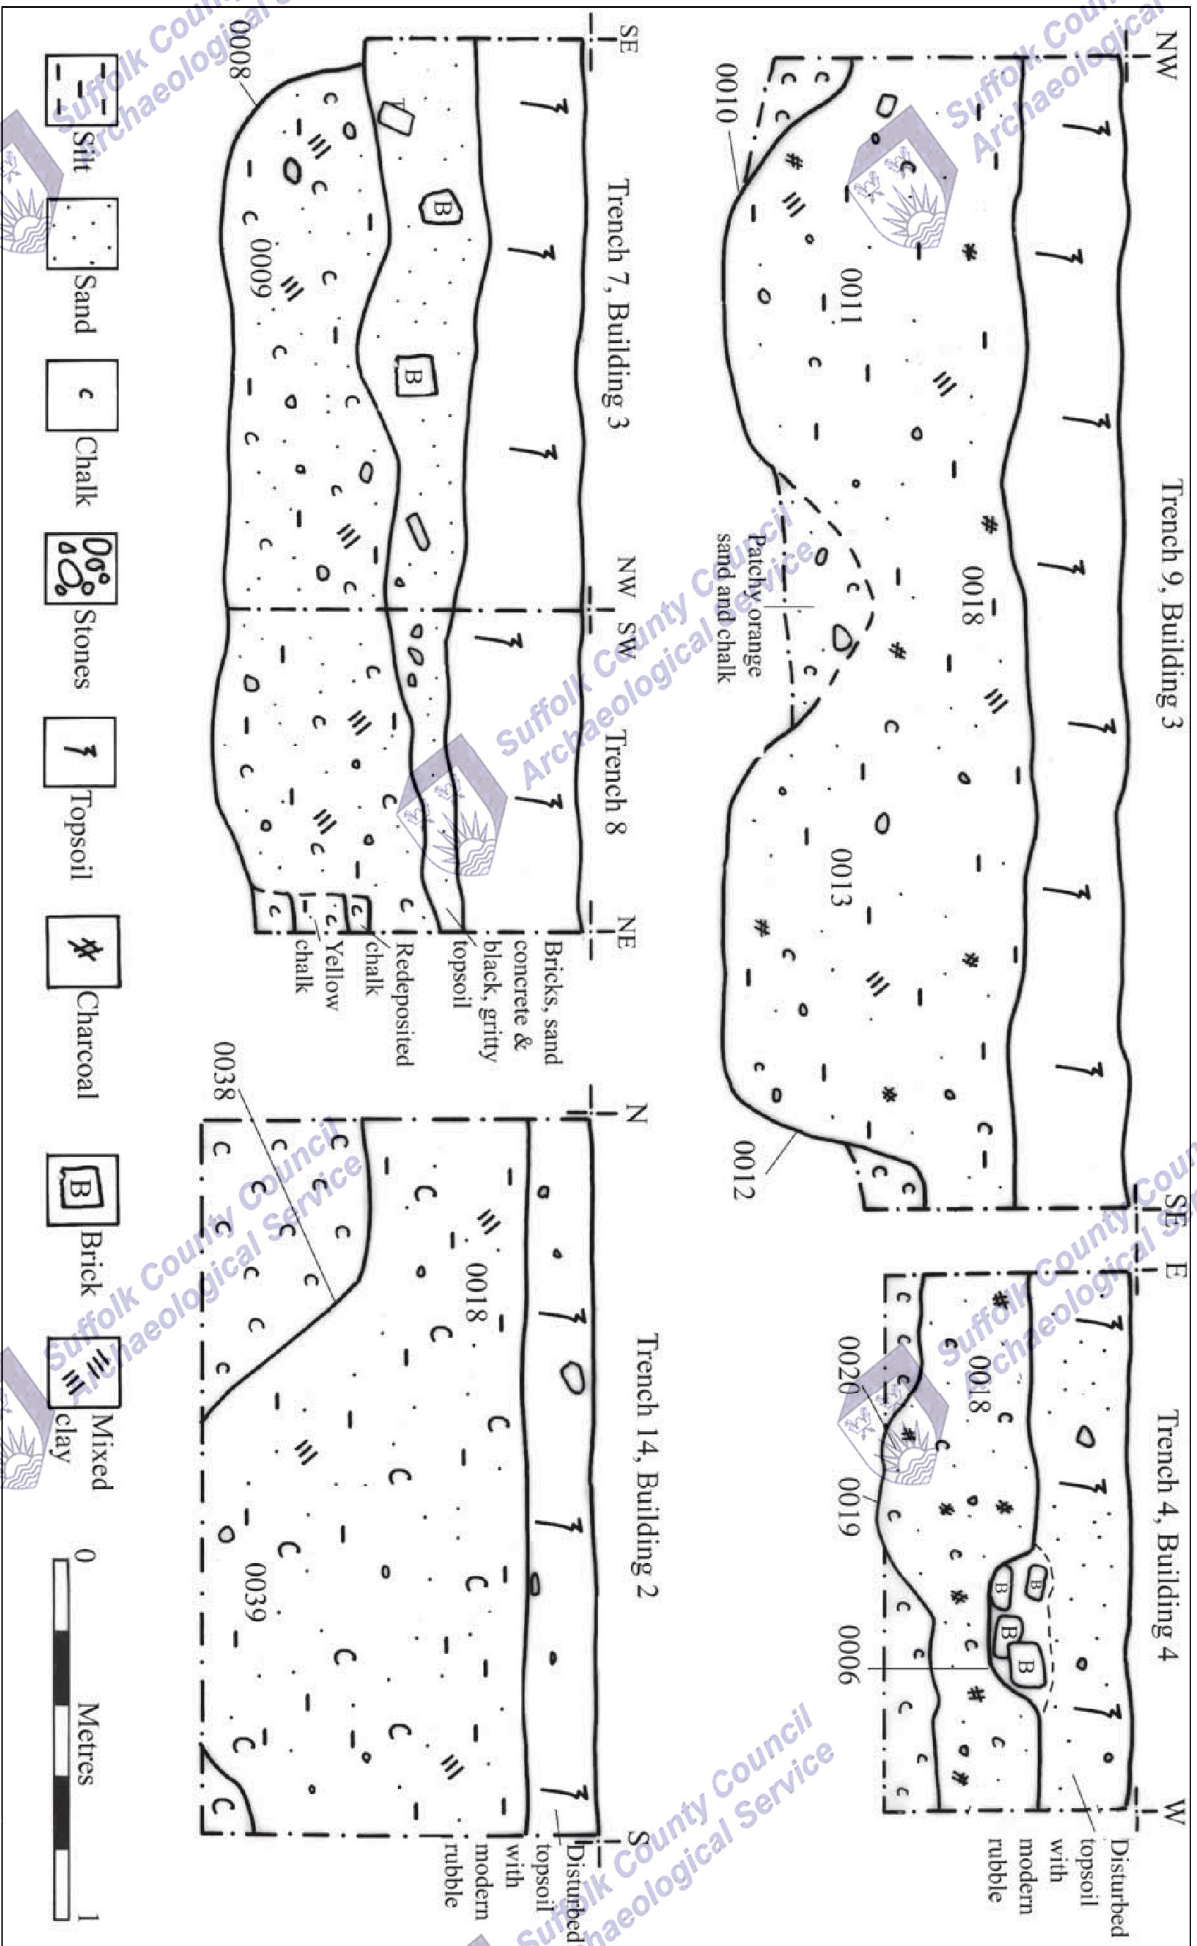 Trench 9, Building 3
NW
SE
0010
0011
0018
0013
0012
Patchy orange
sand and chalk
Trench 4, Building 4
E
W
0018
0020
0019
0006
Disturbed
topsoil
with
modern
rubble
Trench 7, Building 3
SE
NW
0008
0009
B
B
Trench 8
SW
NE
Bricks, sand
concrete &
black, gritty
topsoil
Redeposited
chalk
Yellow
chalk
Trench 14, Building 2
N
S
0038
0018
0039
Disturbed
topsoil
with
modern
rubble
B
B
B
B
Silt
Sand
Chalk
Stones
Topsoil
Charcoal
B
Brick
Mixed
clay
0
Metres
1
Suffolk County Council
Archaeological Service